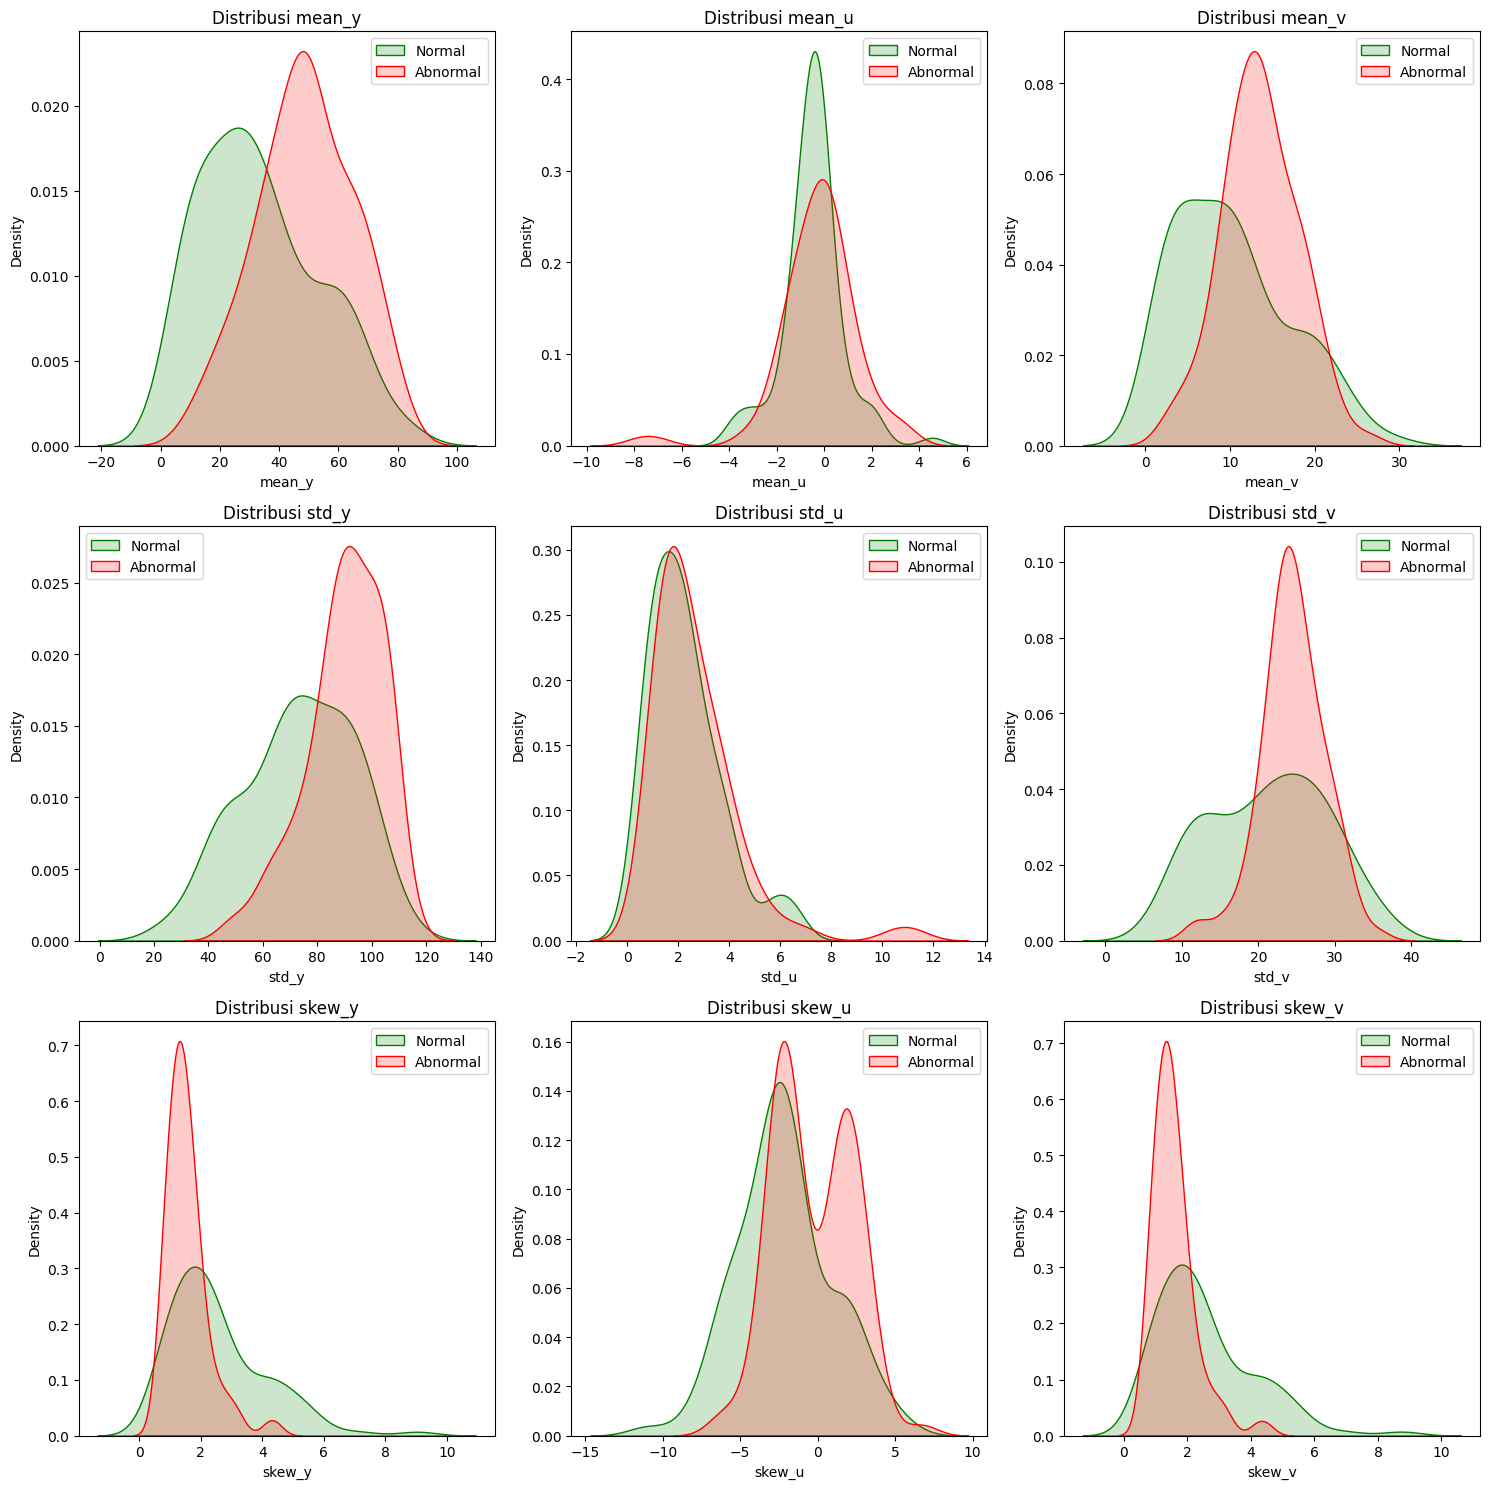 Distribusi mean_y
Normal
Abnormal
0.020
0.015
0.010
0.005
0.000
Density
−20 0 20 40 60 80 100
mean_y
Distribusi mean_u
Normal
Abnormal
0.4
0.3
0.2
0.1
0.0
Density
−10 −8 −6 −4 −2 0 2 4 6
mean_u
Distribusi mean_v
Normal
Abnormal
0.08
0.06
0.04
0.02
0.00
Density
0 10 20 30
mean_v
Distribusi std_y
Normal
Abnormal
0.025
0.020
0.015
0.010
0.005
0.000
Density
0 20 40 60 80 100 120 140
std_y
Distribusi std_u
Normal
Abnormal
0.30
0.25
0.20
0.15
0.10
0.05
0.00
Density
−2 0 2 4 6 8 10 12 14
std_u
Distribusi std_v
Normal
Abnormal
0.10
0.08
0.06
0.04
0.02
0.00
Density
0 10 20 30 40
std_v
Distribusi skew_y
Normal
Abnormal
0.7
0.6
0.5
0.4
0.3
0.2
0.1
0.0
Density
0 2 4 6 8 10
skew_y
Distribusi skew_u
Normal
Abnormal
0.16
0.14
0.12
0.10
0.08
0.06
0.04
0.02
0.00
Density
−15 −10 −5 0 5 10
skew_u
Distribusi skew_v
Normal
Abnormal
0.7
0.6
0.5
0.4
0.3
0.2
0.1
0.0
Density
0 2 4 6 8 10
skew_v